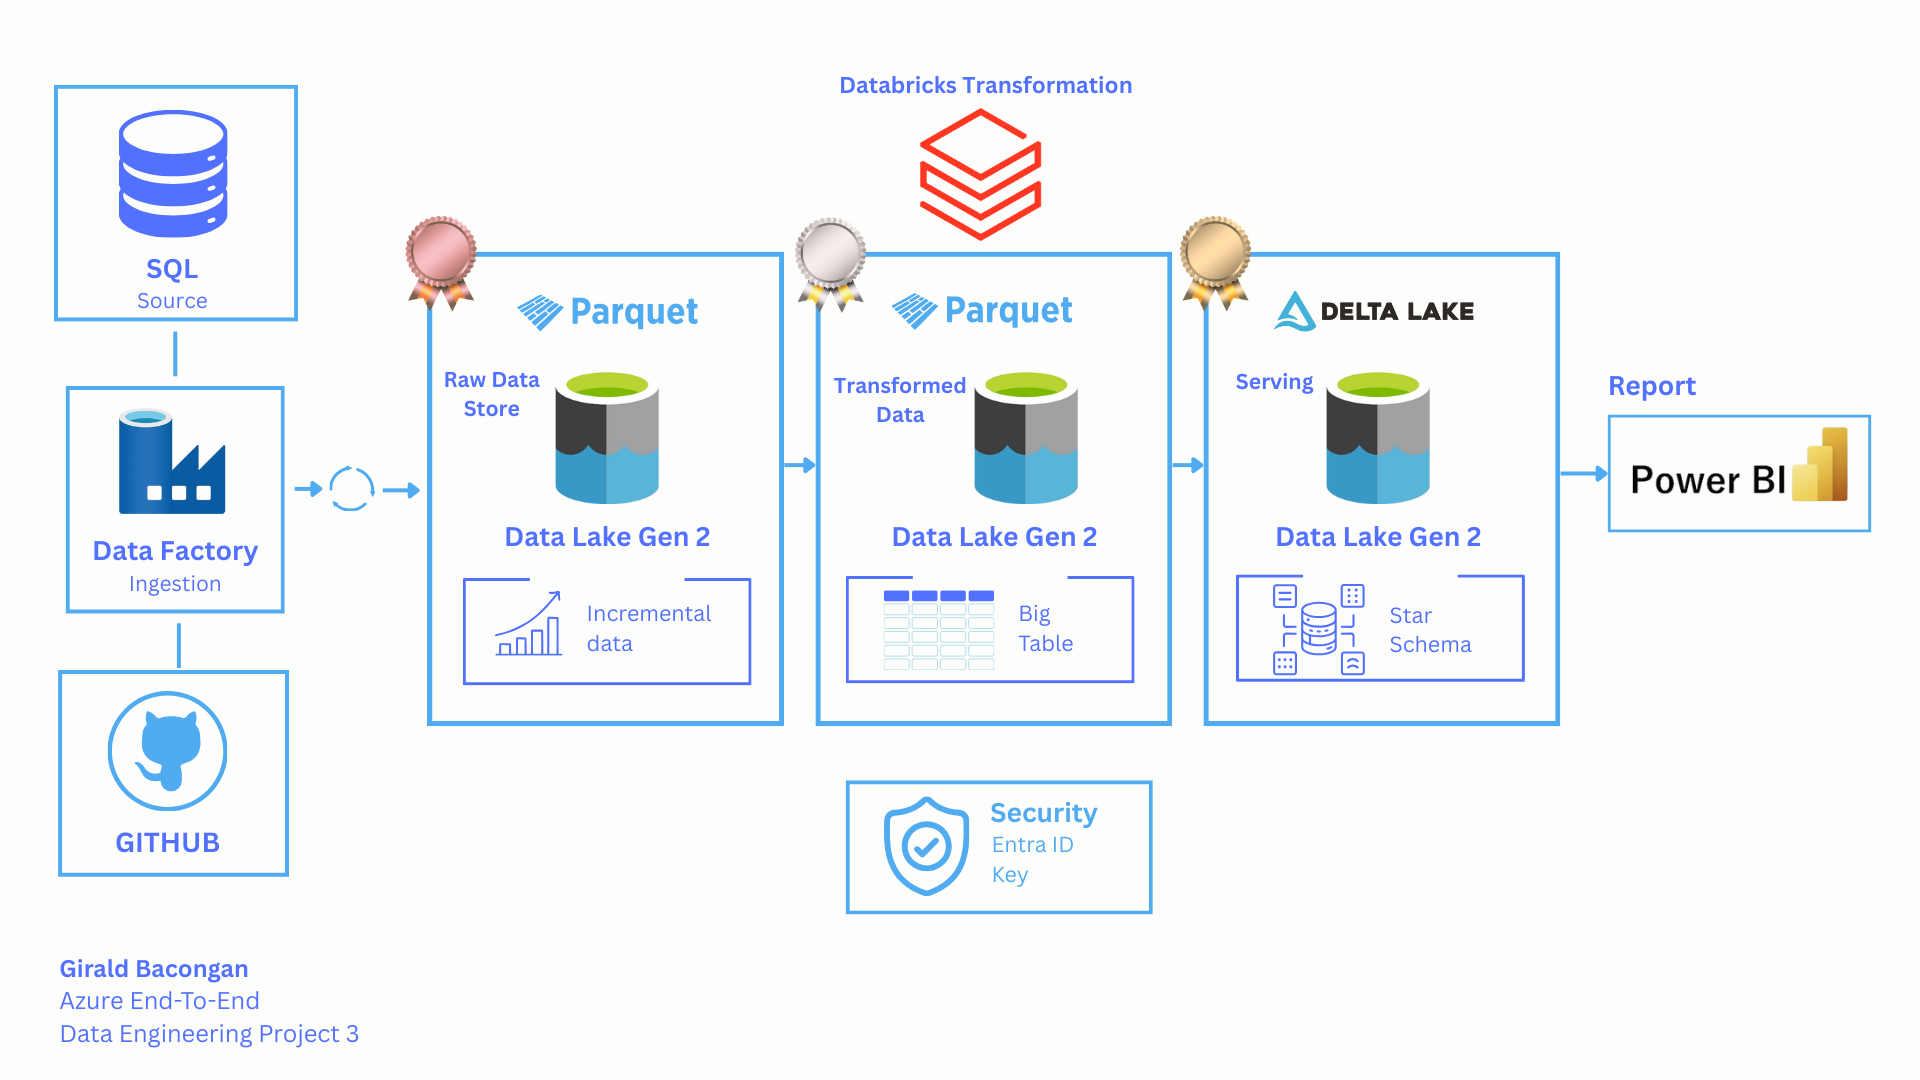 Databricks Transformation
SQL
Source
Data Factory
Ingestion
GITHUB
Parquet
Raw Data
Store
Data Lake Gen 2
Incremental
data
Parquet
Transformed
Data
Data Lake Gen 2
Big
Table
DELTA LAKE
Serving
Data Lake Gen 2
Star
Schema
Report
Power BI
Security
Entra ID
Key
Girald Bacongan
Azure End-To-End
Data Engineering Project 3